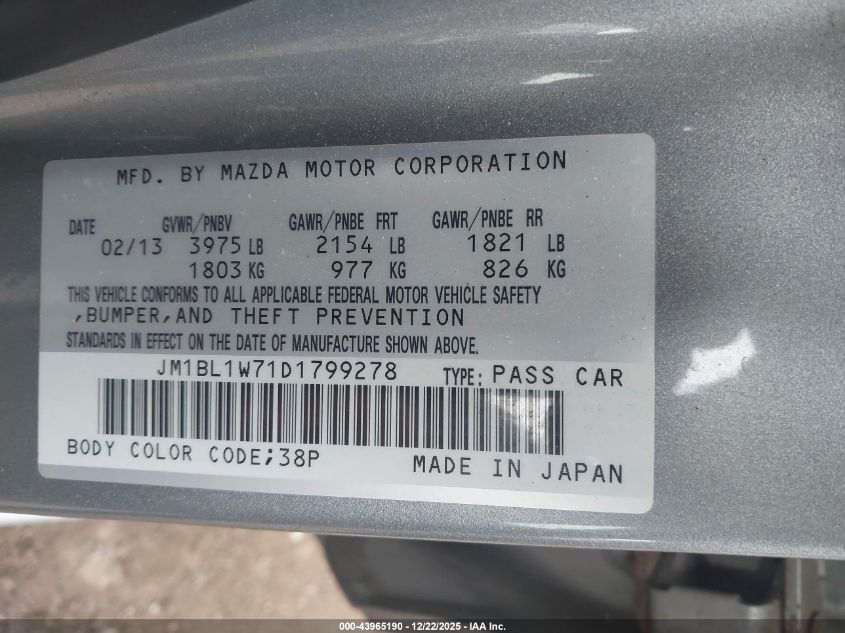 MFD. BY MAZDA MOTOR CORPORATION
DATE GVWR/PNBV GAWR/PNBE FRT GAWR/PNBE RR
02/13 3975 LB 2154 LB 1821 LB
1803 KG 977 KG 826 KG
THIS VEHICLE CONFORMS TO ALL APPLICABLE FEDERAL MOTOR VEHICLE SAFETY
,BUMPER,AND THEFT PREVENTION
STANDARDS IN EFFECT ON THE DATE OF MANUFACTURE SHOWN ABOVE.
JM1BL1W71D1799278 TYPE: PASS CAR
BODY COLOR CODE;38P MADE IN JAPAN
000-43965190 - 12/22/2025 - IAA Inc.